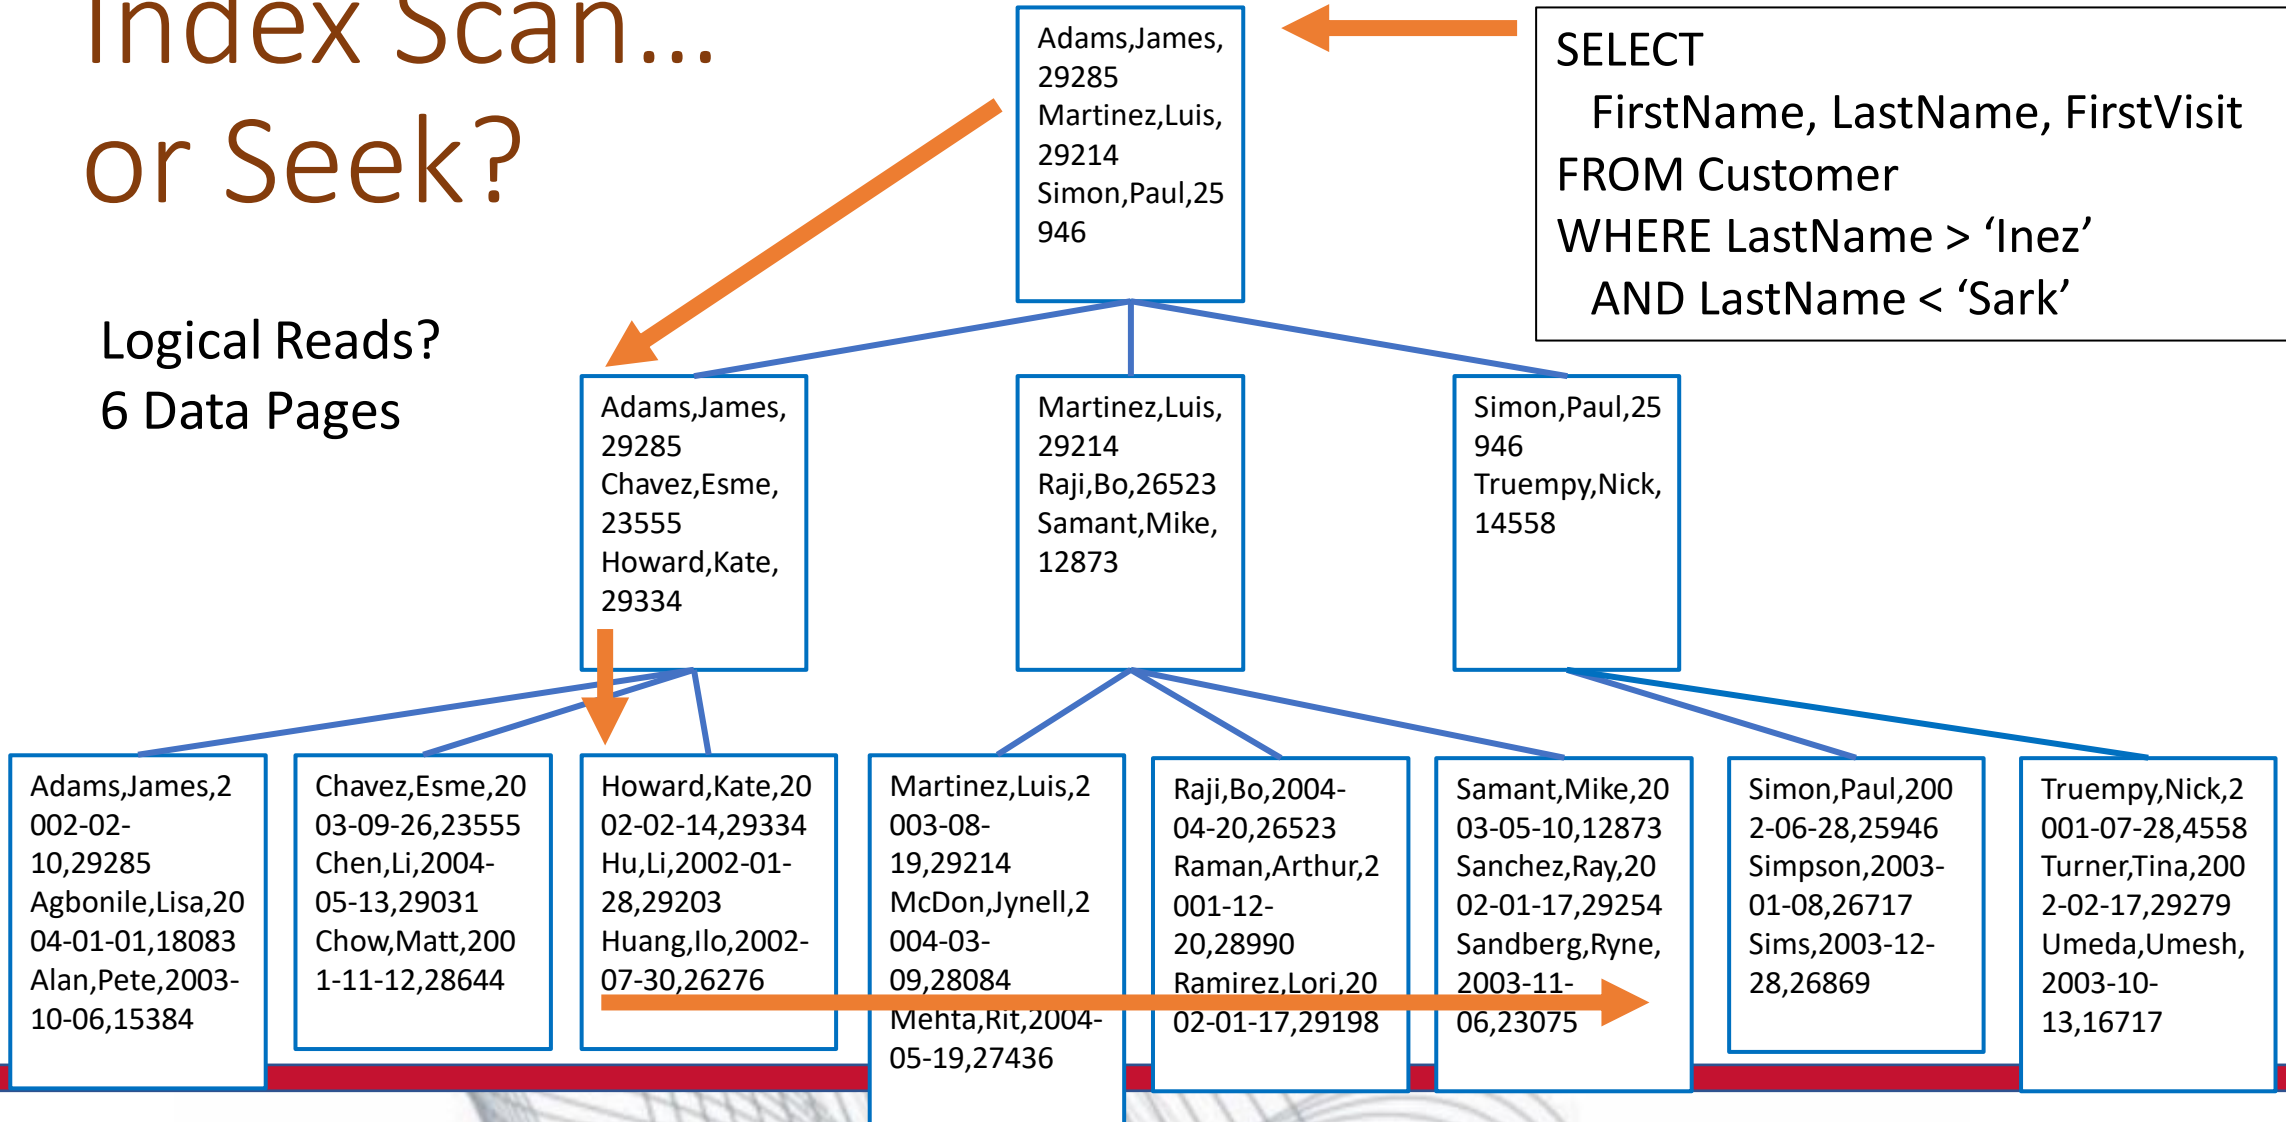 Index Scan...
or Seek?
Logical Reads?
6 Data Pages
SELECT
FirstName, LastName, FirstVisit
FROM Customer
WHERE LastName > ‘Inez’
AND LastName < ‘Sark’
Adams,James,
29285
Martinez,Luis,
29214
Simon,Paul,25
946
Adams,James,
29285
Chavez,Esme,
23555
Howard,Kate,
29334
Martinez,Luis,
29214
Raji,Bo,26523
Samant,Mike,
12873
Simon,Paul,25
946
Truempy,Nick,
14558
Adams,James,2
002-02-
10,29285
Agbonile,Lisa,20
04-01-01,18083
Alan,Pete,2003-
10-06,15384
Chavez,Esme,20
03-09-26,23555
Chen,Li,2004-
05-13,29031
Chow,Matt,200
1-11-12,28644
Howard,Kate,20
02-02-14,29334
Hu,Li,2002-01-
28,29203
Huang,Ilo,2002-
07-30,26276
Martinez,Luis,2
003-08-
19,29214
McDon,Jynell,2
004-03-
09,28084
Mehta,Rit,2004-
05-19,27436
Raji,Bo,2004-
04-20,26523
Raman,Arthur,2
001-12-
20,28990
Ramirez,Lori,20
02-01-17,29198
Samant,Mike,20
03-05-10,12873
Sanchez,Ray,20
02-01-17,29254
Sandberg,Ryne,
2003-11-
06,23075
Simon,Paul,200
2-06-28,25946
Simpson,2003-
01-08,26717
Sims,2003-12-
28,26869
Truempy,Nick,2
001-07-28,4558
Turner,Tina,200
2-02-17,29279
Umeda,Umesh,
2003-10-
13,16717